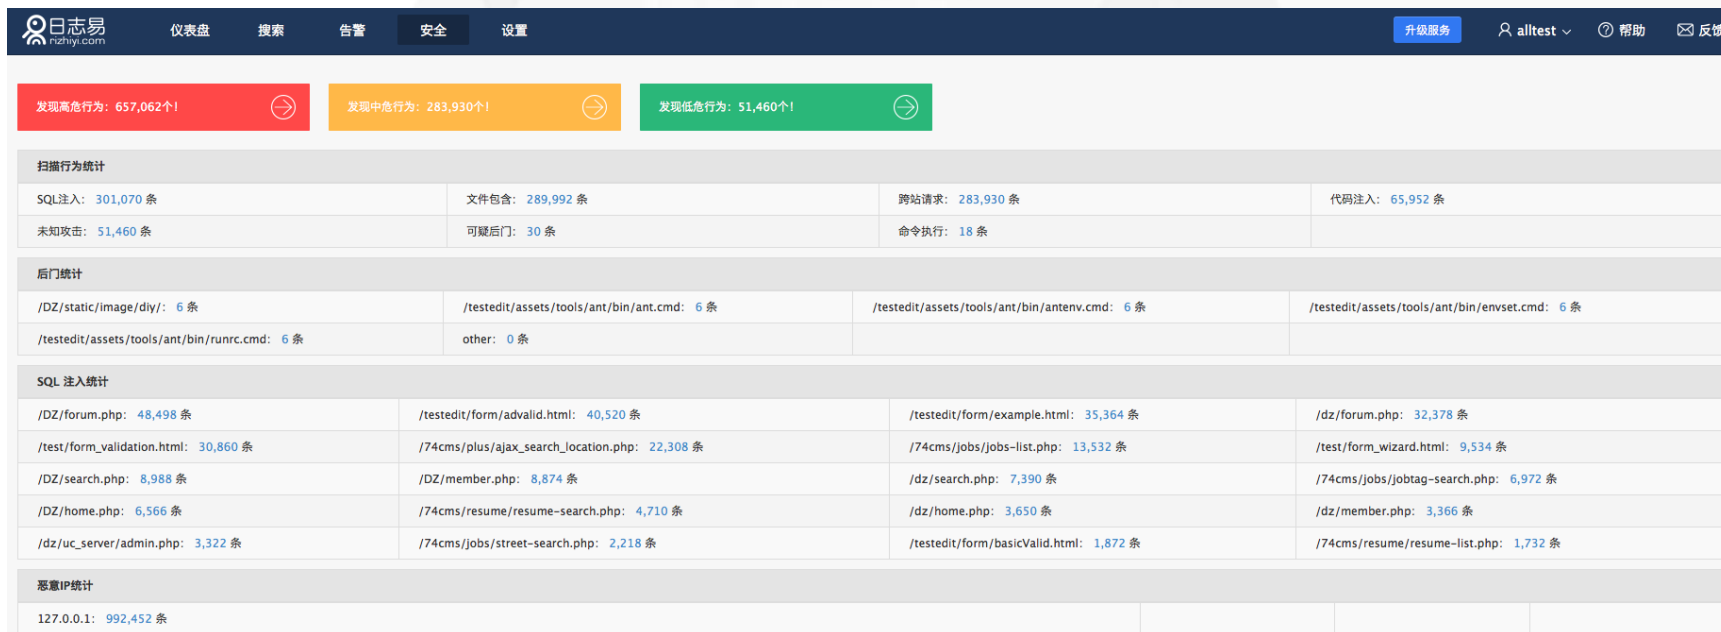 日志易 仪表盘 搜索 告警 安全 设置 升级服务 alltest 帮助 反馈
rizhiyi.com
发现高危行为：657,062个！ 发现中危行为：283,930个！ 发现低危行为：51,460个！
扫描行为统计
SQL注入： 301,070 条 文件包含： 289,992 条 跨站请求： 283,930 条 代码注入： 65,952 条
未知攻击： 51,460 条 可疑后门： 30 条 命令执行： 18 条
后门统计
/DZ/static/image/diy/: 6 条 /testedit/assets/tools/ant/bin/ant.cmd: 6 条 /testedit/assets/tools/ant/bin/antenv.cmd: 6 条 /testedit/assets/tools/ant/bin/envset.cmd: 6 条
/testedit/assets/tools/ant/bin/runrc.cmd: 6 条 other: 0 条
SQL 注入统计
/DZ/forum.php: 48,498 条 /testedit/form/advalid.html: 40,520 条 /testedit/form/example.html: 35,364 条 /dz/forum.php: 32,378 条
/test/form_validation.html: 30,860 条 /74cms/plus/ajax_search_location.php: 22,308 条 /74cms/jobs/jobs-list.php: 13,532 条 /test/form_wizard.html: 9,534 条
/DZ/search.php: 8,988 条 /DZ/member.php: 8,874 条 /dz/search.php: 7,390 条 /74cms/jobs/jobtag-search.php: 6,972 条
/DZ/home.php: 6,566 条 /74cms/resume/resume-search.php: 4,710 条 /dz/home.php: 3,650 条 /dz/member.php: 3,366 条
/dz/uc_server/admin.php: 3,322 条 /74cms/jobs/street-search.php: 2,218 条 /testedit/form/basicValid.html: 1,872 条 /74cms/resume/resume-list.php: 1,732 条
恶意IP统计
127.0.0.1: 992,452 条